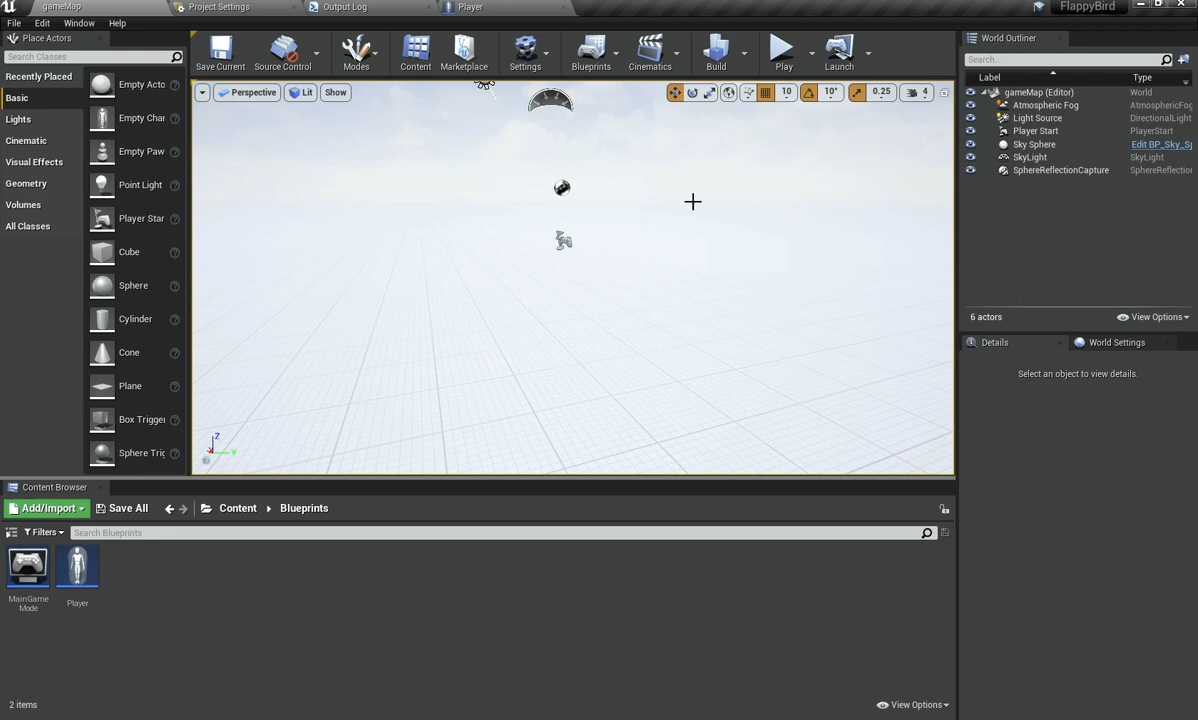 gameMap
Project Settings
Output Log
Player
FlappyBird
File Edit Window Help
Place Actors
Search Classes
Recently Placed
Basic
Lights
Cinematic
Visual Effects
Geometry
Volumes
All Classes
Empty Acto
Empty Char
Empty Paw
Point Light
Player Star
Cube
Sphere
Cylinder
Cone
Plane
Box Trigger
Sphere Trig
Save Current
Source Control
Modes
Content
Marketplace
Settings
Blueprints
Cinematics
Build
Play
Launch
Perspective
Lit
Show
10
10°
0.25
4
Z
Y
World Outliner
Search...
Label Type
gameMap (Editor) World
Atmospheric Fog AtmosphericFog
Light Source DirectionalLight
Player Start PlayerStart
Sky Sphere Edit BP_Sky_Sp
SkyLight SkyLight
SphereReflectionCapture SphereReflection
6 actors
View Options
Details
World Settings
Select an object to view details.
Content Browser
Add/Import
Save All
Content
Blueprints
Filters
Search Blueprints
MainGame
Mode
Player
2 items
View Options